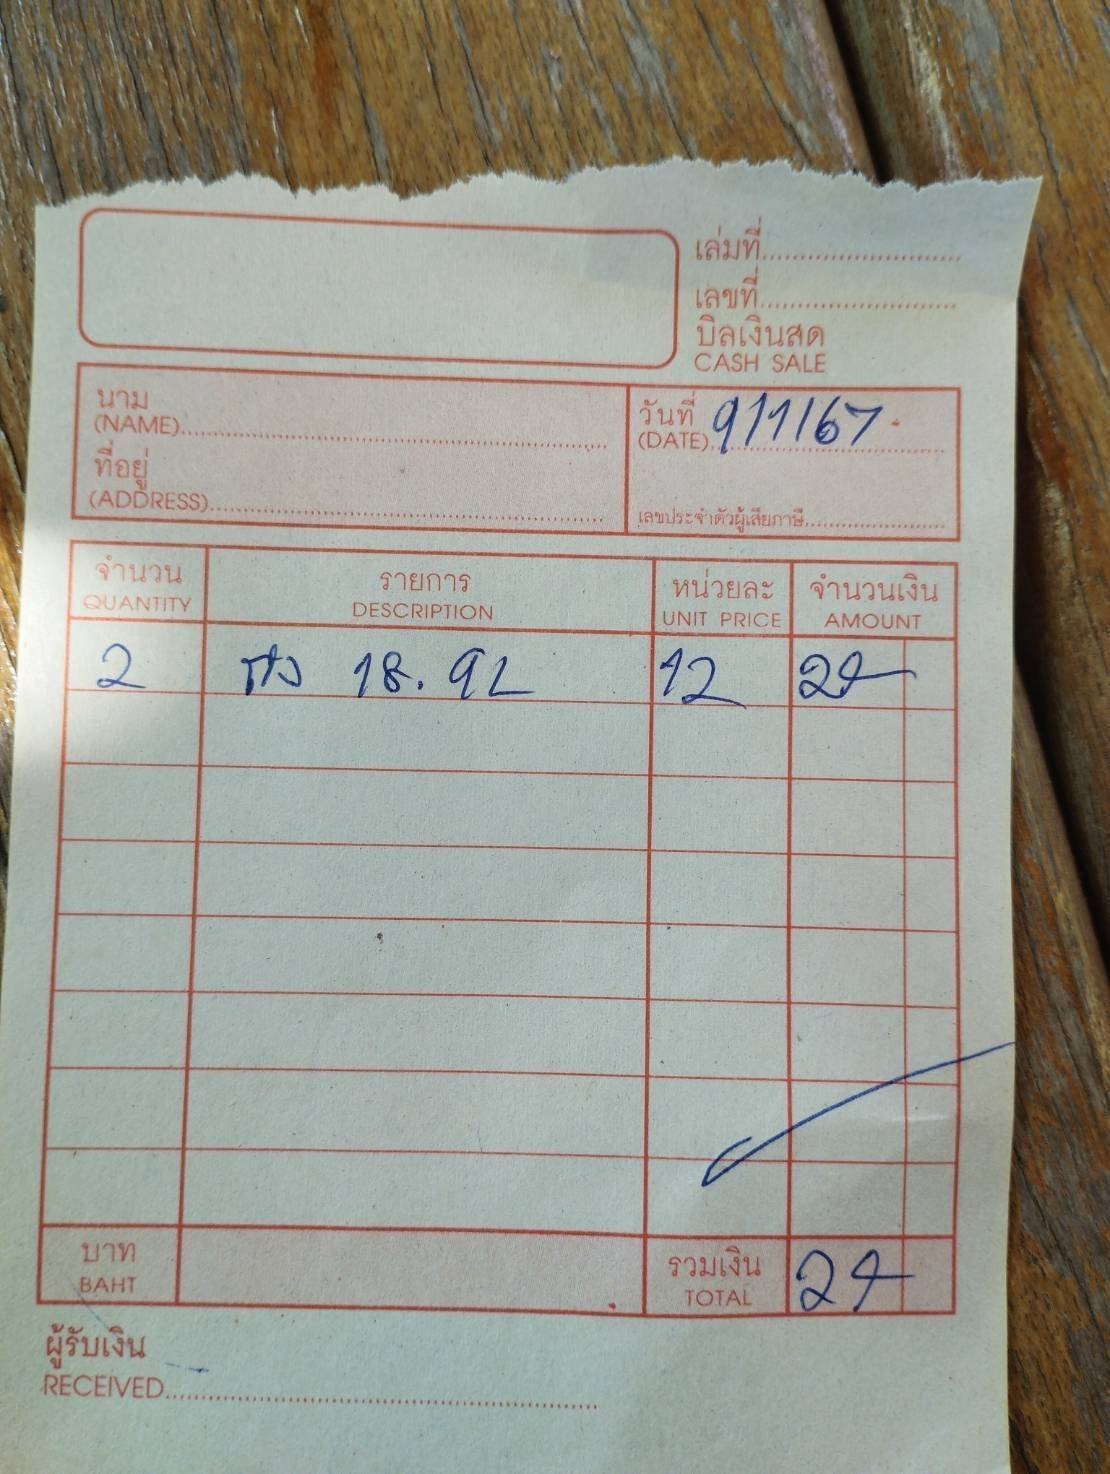 เล่มที่
เลขที่
บิลเงินสด
CASH SALE
นาม
(NAME)
ที่อยู่
(ADDRESS)
วันที่ 9/1/67
(DATE)
เลขประจำตัวผู้เสียภาษี
จำนวน รายการ หน่วยละ จำนวนเงิน
QUANTITY DESCRIPTION UNIT PRICE AMOUNT
2 18. 9L 12 24
บาท รวมเงิน 24
BAHT TOTAL
ผู้รับเงิน
RECEIVED